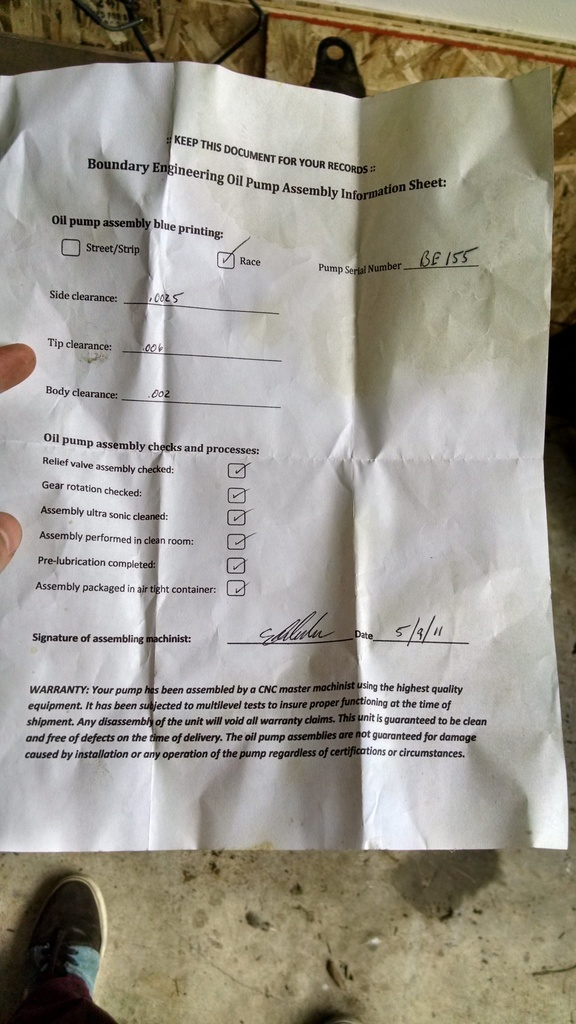 :: KEEP THIS DOCUMENT FOR YOUR RECORDS ::
Boundary Engineering Oil Pump Assembly Information Sheet:
Oil pump assembly blue printing:
Street/Strip Race Pump Serial Number BE 155
Side clearance: .0025
Tip clearance: .006
Body clearance: .002
Oil pump assembly checks and processes:
Relief valve assembly checked:
Gear rotation checked:
Assembly ultra sonic cleaned:
Assembly performed in clean room:
Pre-lubrication completed:
Assembly packaged in air tight container:
Signature of assembling machinist: Date 5/9/11
WARRANTY: Your pump has been assembled by a CNC master machinist using the highest quality
equipment. It has been subjected to multilevel tests to insure proper functioning at the time of
shipment. Any disassembly of the unit will void all warranty claims. This unit is guaranteed to be clean
and free of defects on the time of delivery. The oil pump assemblies are not guaranteed for damage
caused by installation or any operation of the pump regardless of certifications or circumstances.